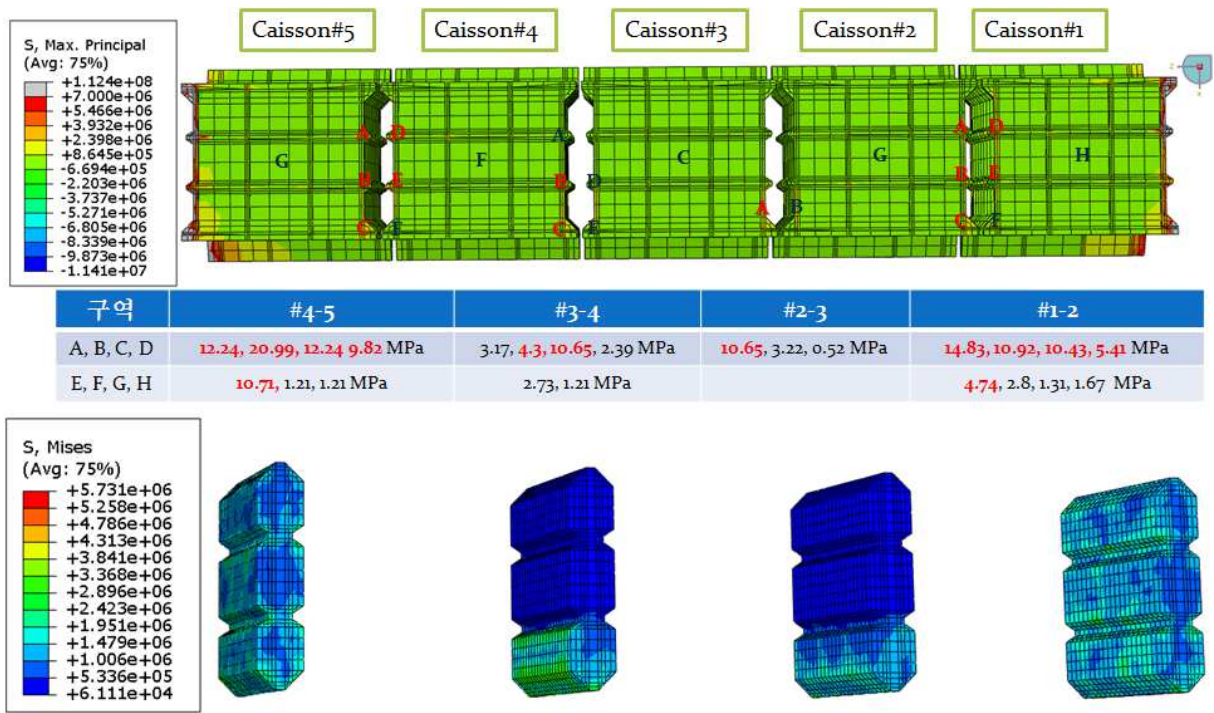 Caisson#5 Caisson#4 Caisson#3 Caisson#2 Caisson#1
S, Max. Principal
(Avg: 75%)
+1.124e+08
+7.000e+06
+5.466e+06
+3.932e+06
+2.398e+06
+8.645e+05
-6.694e+05
-2.203e+06
-3.737e+06
-5.271e+06
-6.805e+06
-8.339e+06
-9.873e+06
-1.141e+07
A D A A D
G F C G H
B E B D B E
A B
C F C E C F
구역 #4-5 #3-4 #2-3 #1-2
A, B, C, D 12.24, 20.99, 12.24 9.82 MPa 3.17, 4.3, 10.65, 2.39 MPa 10.65, 3.22, 0.52 MPa 14.83, 10.92, 10.43, 5.41 MPa
E, F, G, H 10.71, 1.21, 1.21 MPa 2.73, 1.21 MPa 4.74, 2.8, 1.31, 1.67 MPa
S, Mises
(Avg: 75%)
+5.731e+06
+5.258e+06
+4.786e+06
+4.313e+06
+3.841e+06
+3.368e+06
+2.896e+06
+2.423e+06
+1.951e+06
+1.479e+06
+1.006e+06
+5.336e+05
+6.111e+04